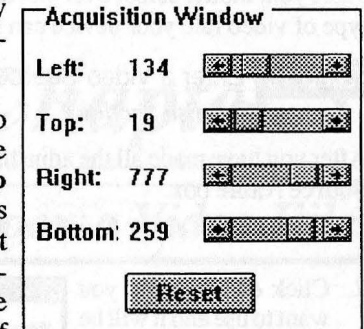 Acquisition Window
Left: 134
Top: 19
Right: 777
Bottom: 259
Reset